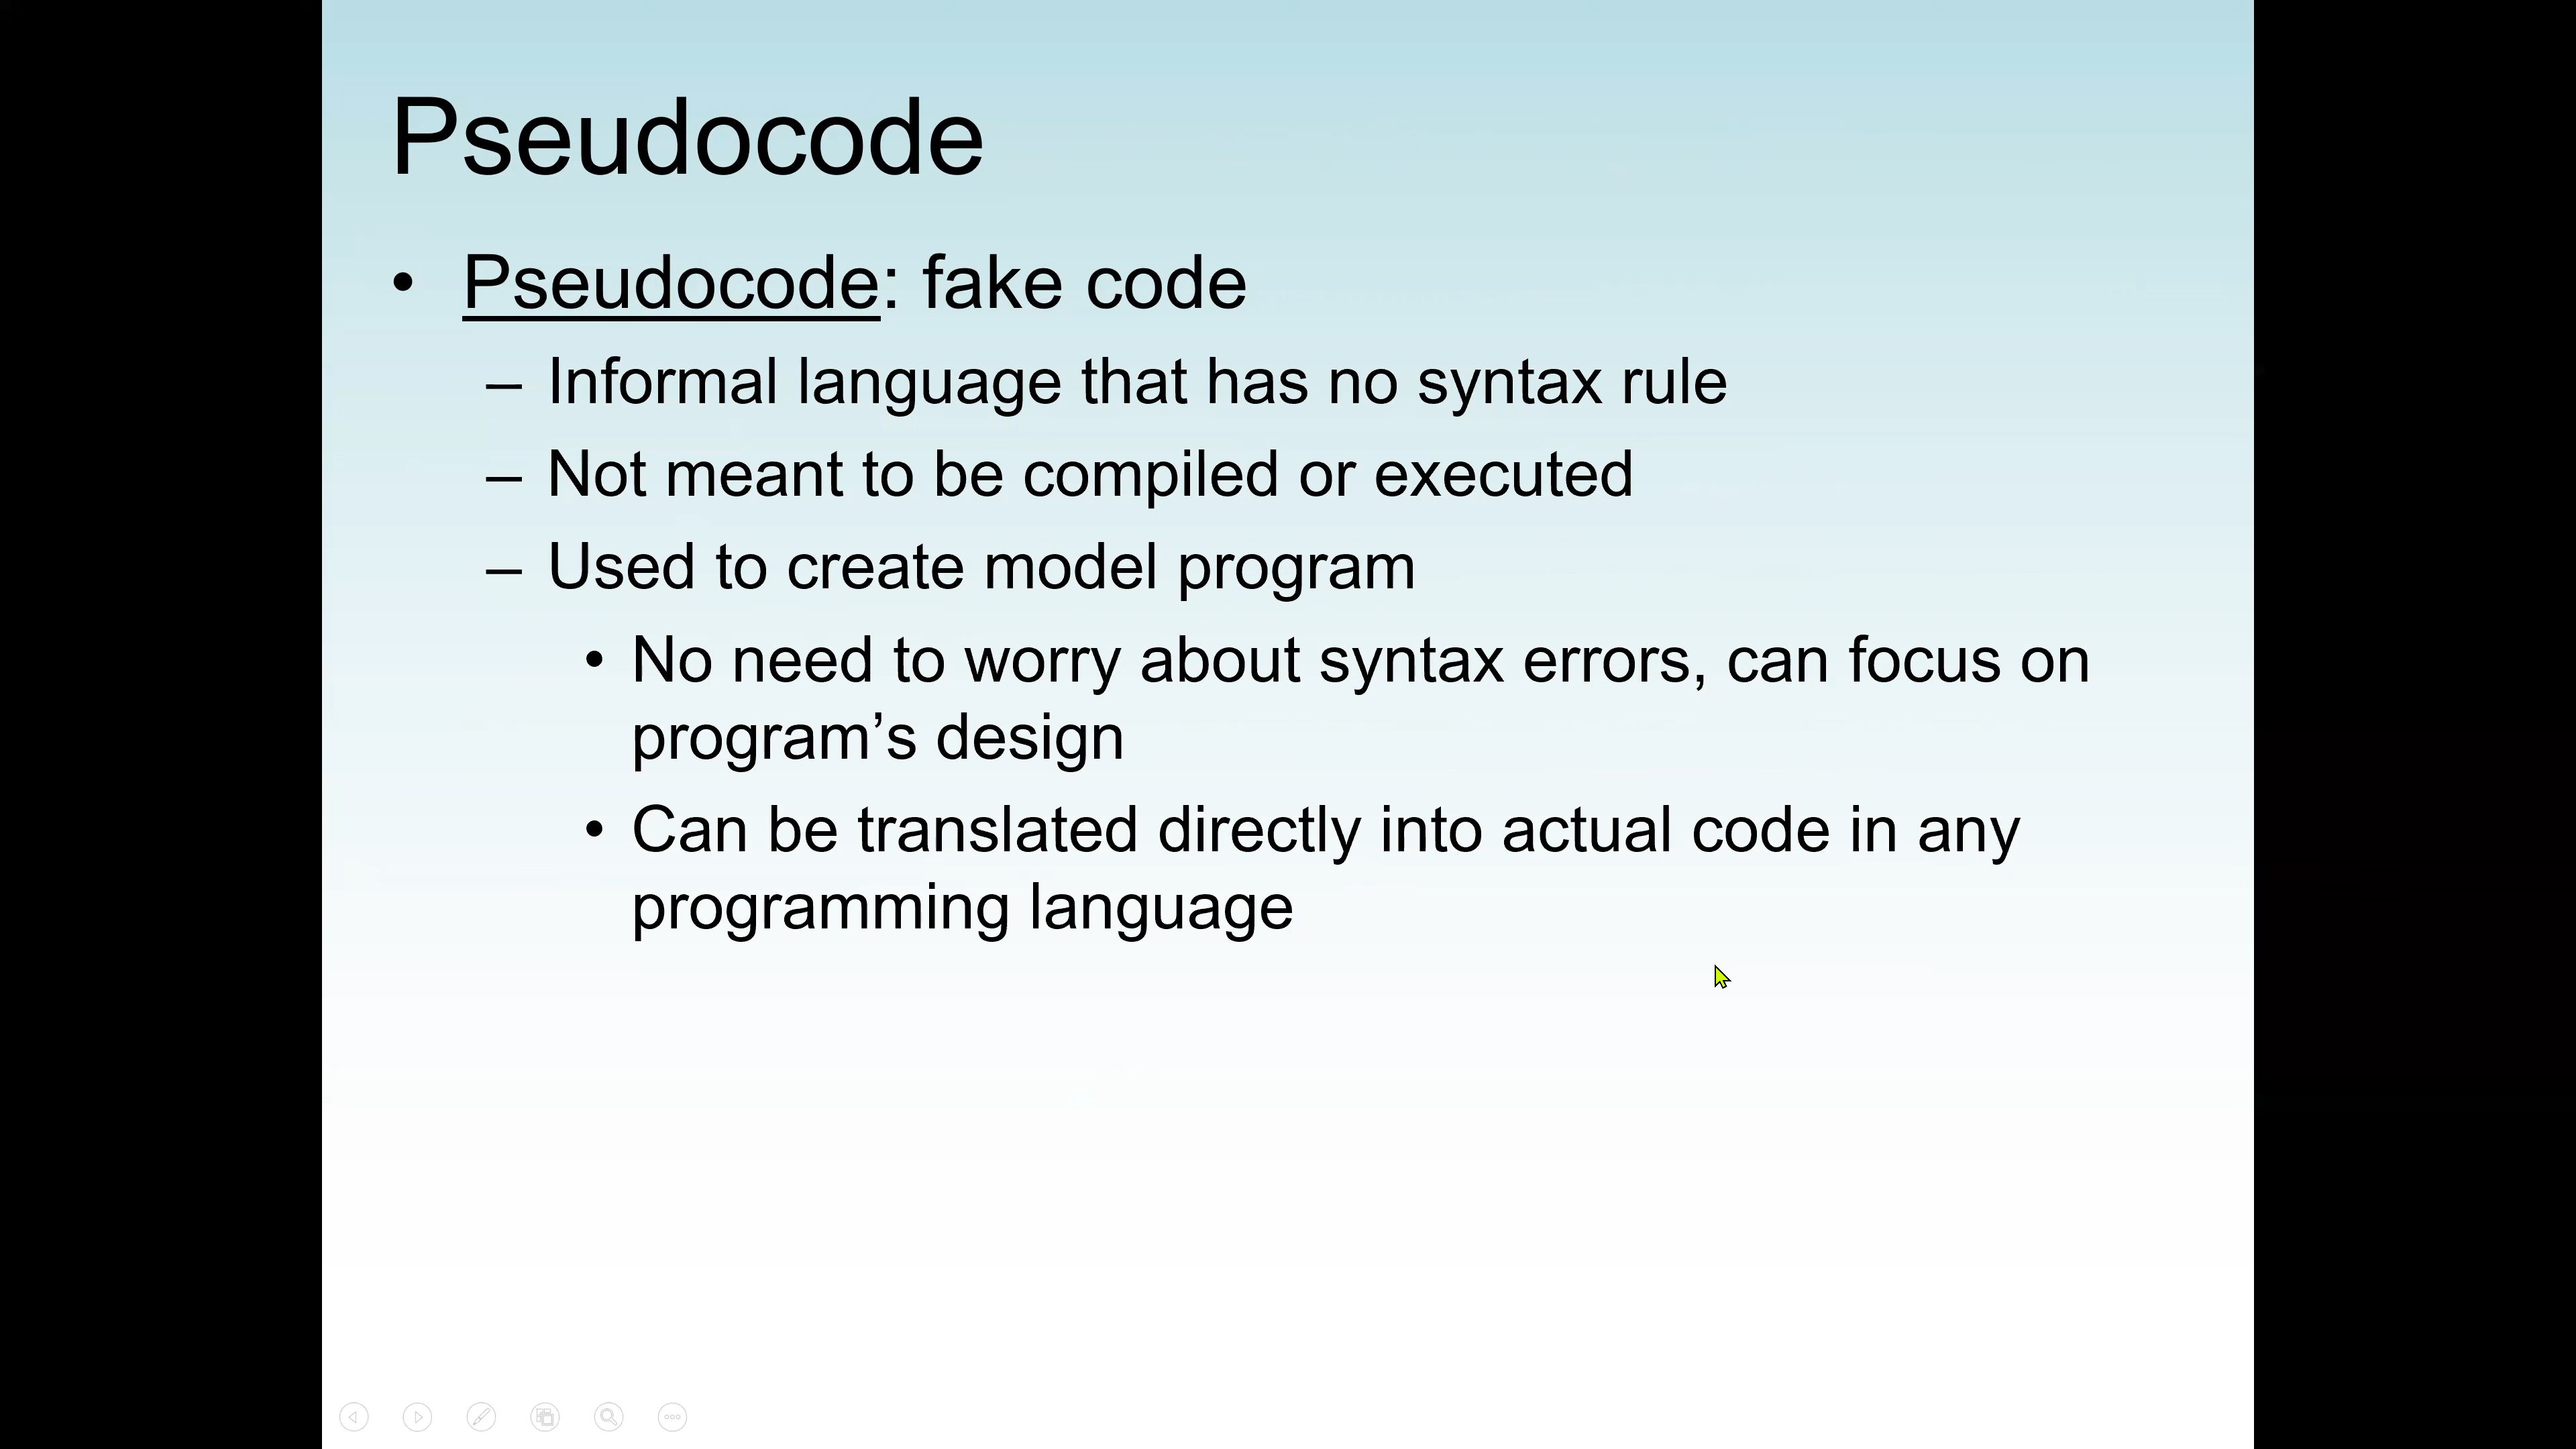 Pseudocode
• Pseudocode: fake code
– Informal language that has no syntax rule
– Not meant to be compiled or executed
– Used to create model program
• No need to worry about syntax errors, can focus on
program’s design
• Can be translated directly into actual code in any
programming language